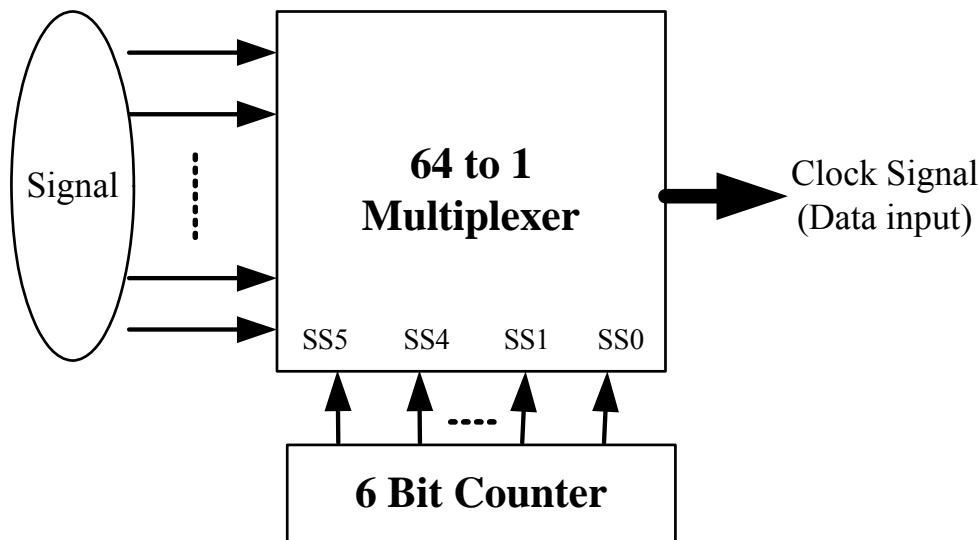 Signal
64 to 1
Multiplexer
Clock Signal
(Data input)
SS5 SS4 SS1 SS0
6 Bit Counter